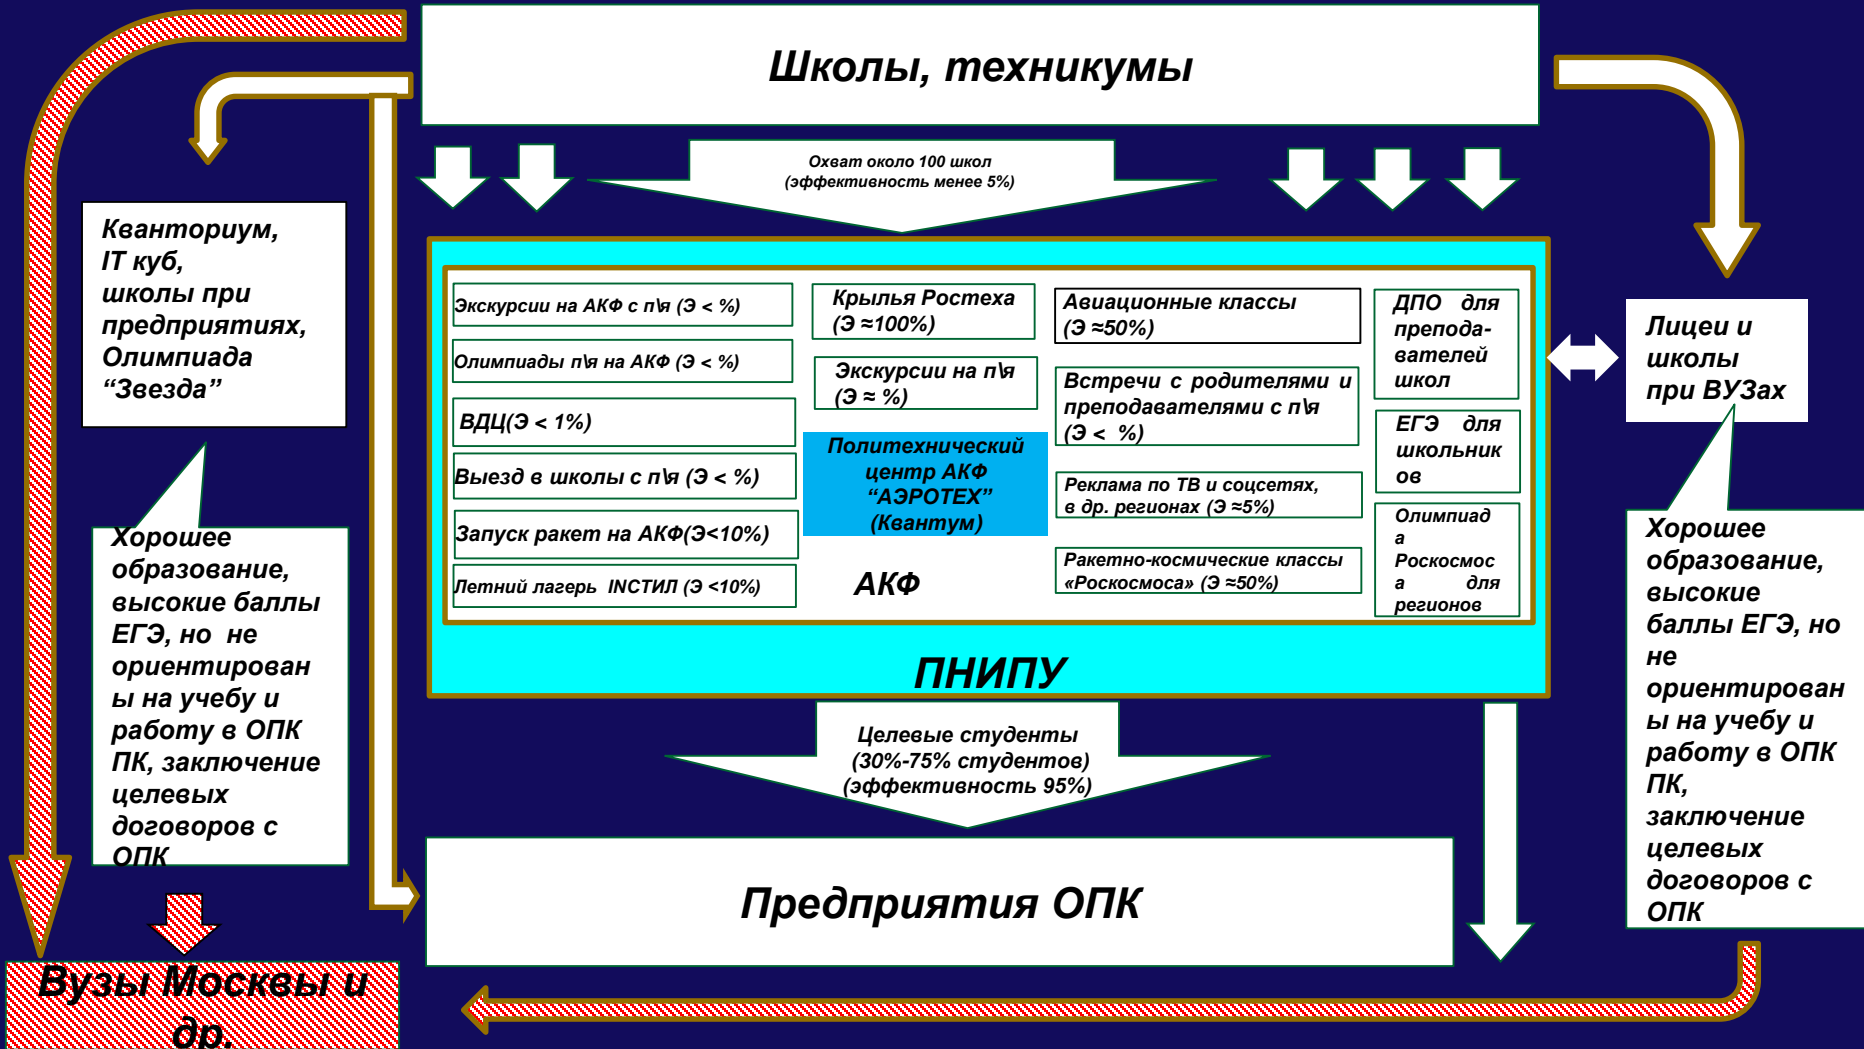 Школы, техникумы
Охват около 100 школ
(эффективность менее 5%)
Кванториум,
IT куб,
школы при
предприятиях,
Олимпиада
“Звезда”
Хорошее
образование,
высокие баллы
ЕГЭ, но не
ориентирован
ы на учебу и
работу в ОПК
ПК, заключение
целевых
договоров с
ОПК
Вузы Москвы и
др.
Экскурсии на АКФ с п\я (Э < %)
Олимпиады п\я на АКФ (Э < %)
ВДЦ(Э < 1%)
Выезд в школы с п\я (Э < %)
Запуск ракет на АКФ(Э<10%)
Летний лагерь INСТИЛ (Э <10%)
Крылья Ростеха
(Э ≈100%)
Экскурсии на п\я
(Э ≈ %)
Политехнический
центр АКФ
“АЭРОТЕХ”
(Квантум)
АКФ
Авиационные классы
(Э ≈50%)
Встречи с родителями и
преподавателями с п\я
(Э < %)
Реклама по ТВ и соцсетях,
в др. регионах (Э ≈5%)
Ракетно-космические классы
«Роскосмоса» (Э ≈50%)
ДПО для
препода-
вателей
школ
ЕГЭ для
школьник
ов
Олимпиад
а
Роскосмос
а для
регионов
ПНИПУ
Целевые студенты
(30%-75% студентов)
(эффективность 95%)
Предприятия ОПК
Лицеи и
школы
при ВУЗах
Хорошее
образование,
высокие
баллы ЕГЭ, но
не
ориентирован
ы на учебу и
работу в ОПК
ПК,
заключение
целевых
договоров с
ОПК